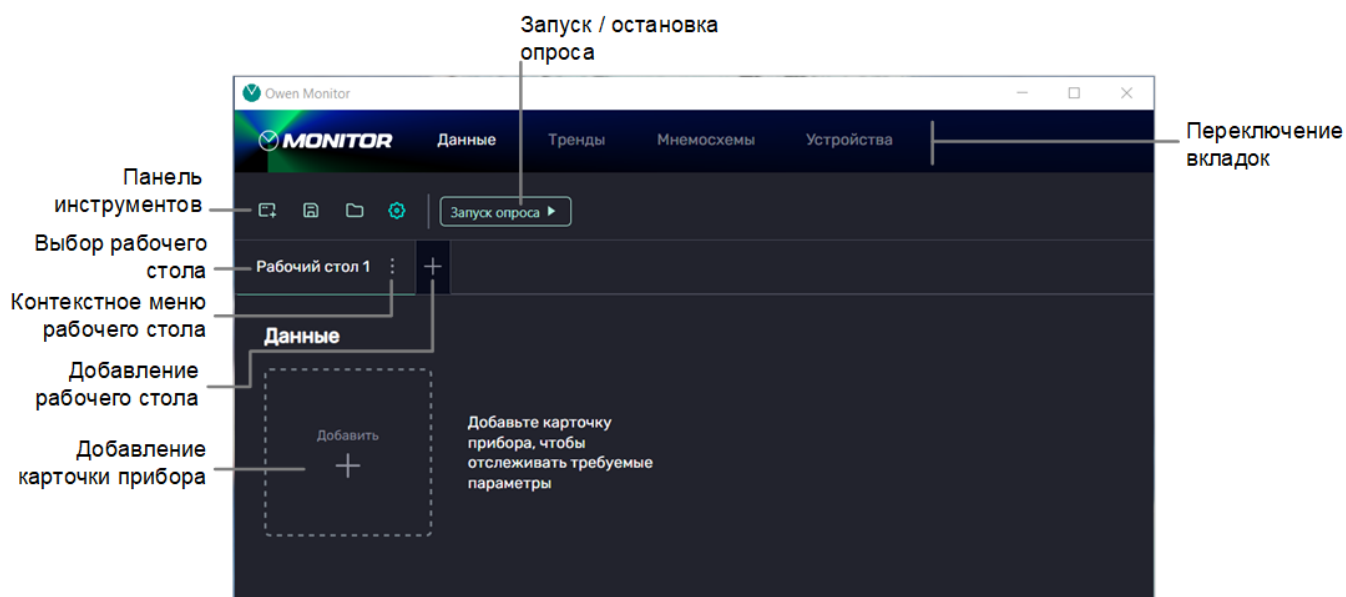 Запуск / остановка
опроса
Owen Monitor
MONITOR
Данные
Тренды
Мнемосхемы
Устройства
Переключение
вкладок
Панель
инструментов
Запуск опроса
Выбор рабочего
стола
Рабочий стол 1
Контекстное меню
рабочего стола
Данные
Добавление
рабочего стола
Добавить
Добавьте карточку
прибора, чтобы
отслеживать требуемые
параметры
Добавление
карточки прибора